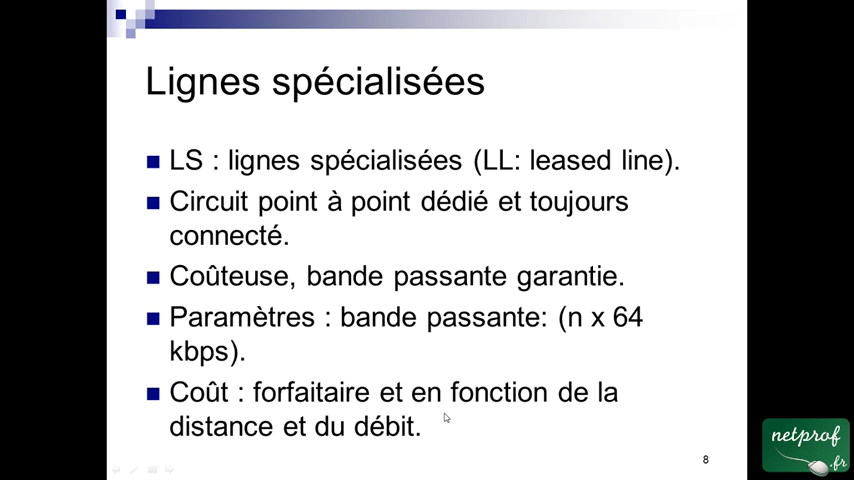 Lignes spécialisées
LS : lignes spécialisées (LL: leased line).
Circuit point à point dédié et toujours
connecté.
Coûteuse, bande passante garantie.
Paramètres : bande passante: (n x 64
kbps).
Coût : forfaitaire et en fonction de la
distance et du débit.
8
netprof
.fr